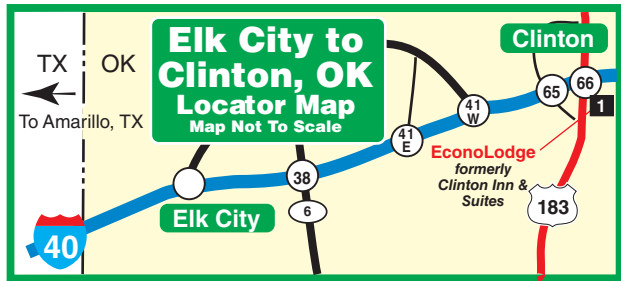 Elk City to
Clinton, OK
Locator Map
Map Not To Scale
TX
OK
To Amarillo, TX
Clinton
66
65
1
41
W
41
E
EconoLodge
formerly
Clinton Inn &
Suites
183
38
6
Elk City
40